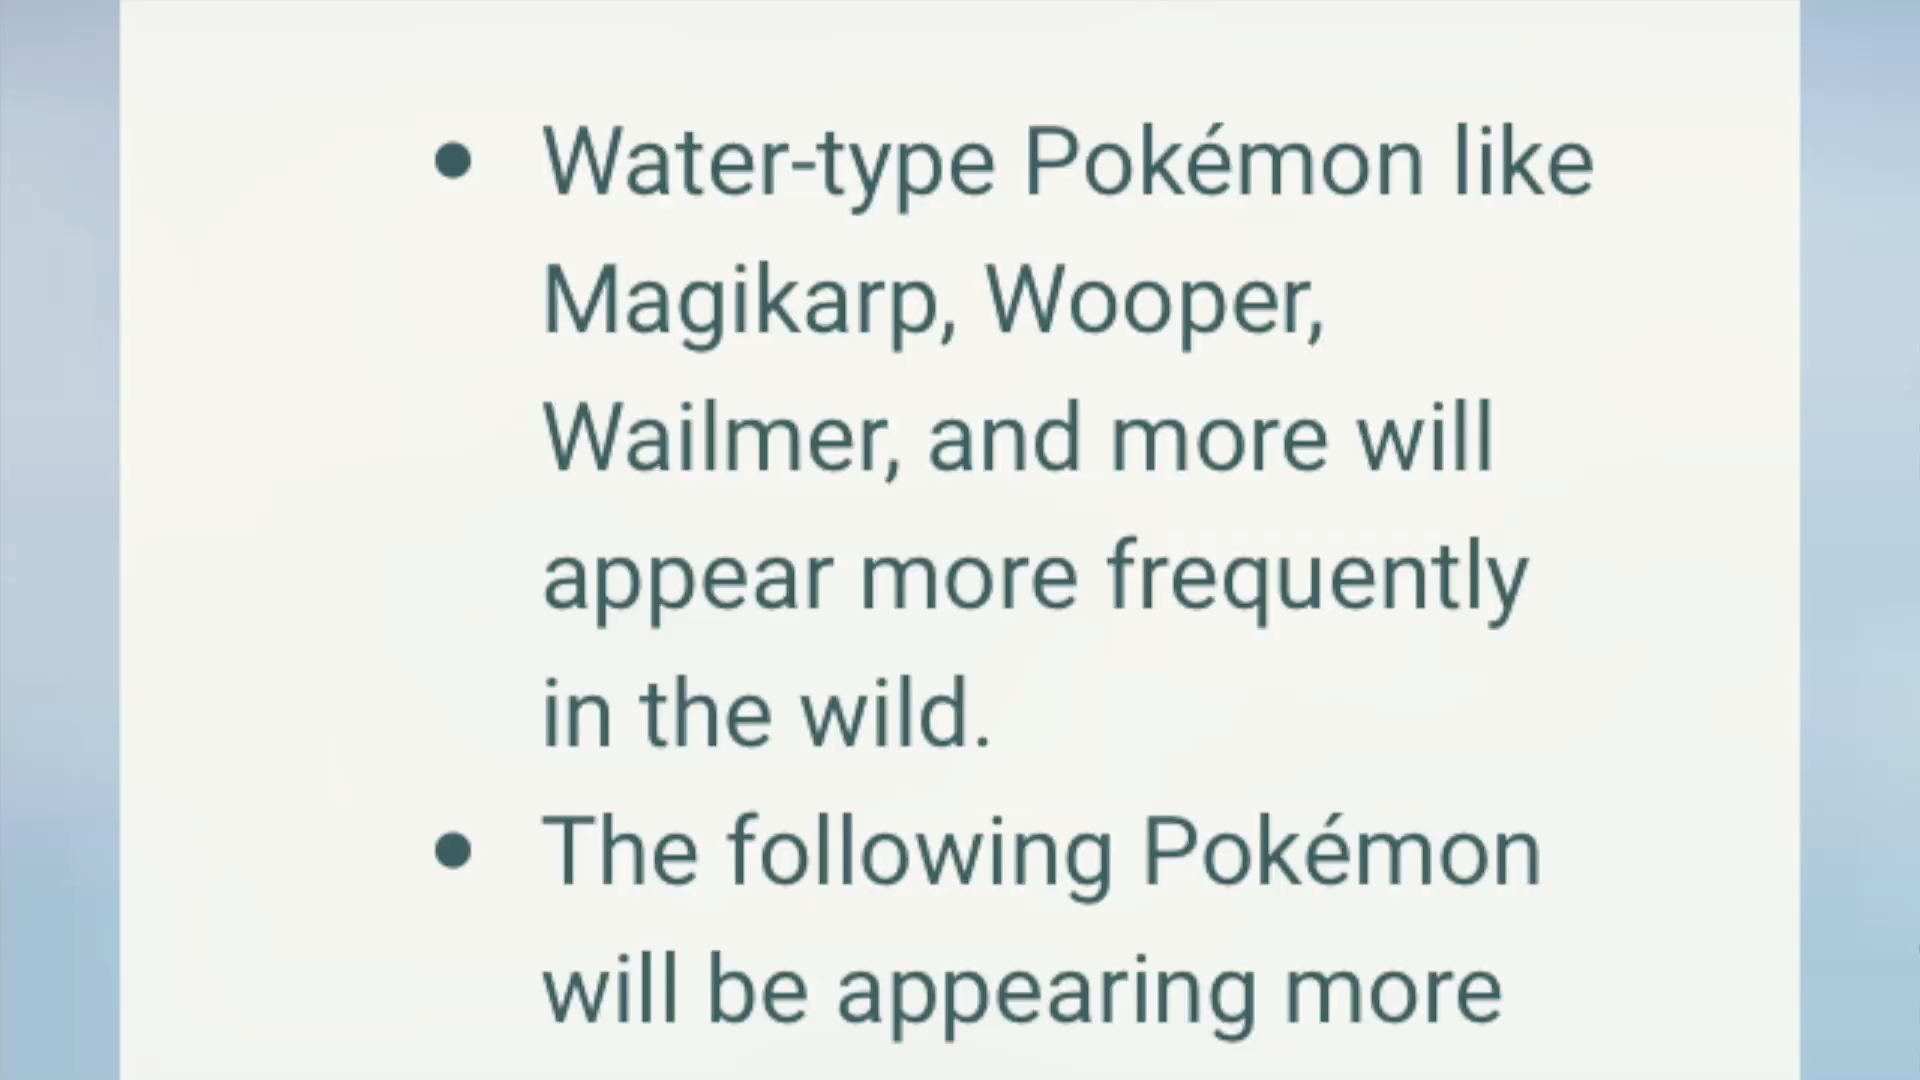 • Water-type Pokémon like
Magikarp, Wooper,
Wailmer, and more will
appear more frequently
in the wild.
• The following Pokémon
will be appearing more